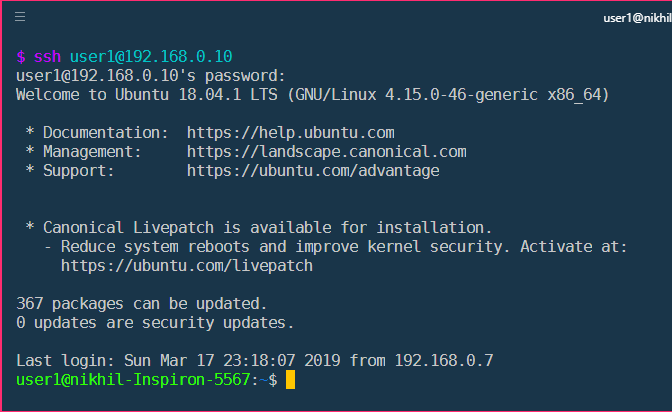 user1@nikhil
$ ssh user1@192.168.0.10
user1@192.168.0.10's password:
Welcome to Ubuntu 18.04.1 LTS (GNU/Linux 4.15.0-46-generic x86_64)
* Documentation:  https://help.ubuntu.com
* Management:     https://landscape.canonical.com
* Support:        https://ubuntu.com/advantage
* Canonical Livepatch is available for installation.
- Reduce system reboots and improve kernel security. Activate at:
https://ubuntu.com/livepatch
367 packages can be updated.
0 updates are security updates.
Last login: Sun Mar 17 23:18:07 2019 from 192.168.0.7
user1@nikhil-Inspiron-5567:~$